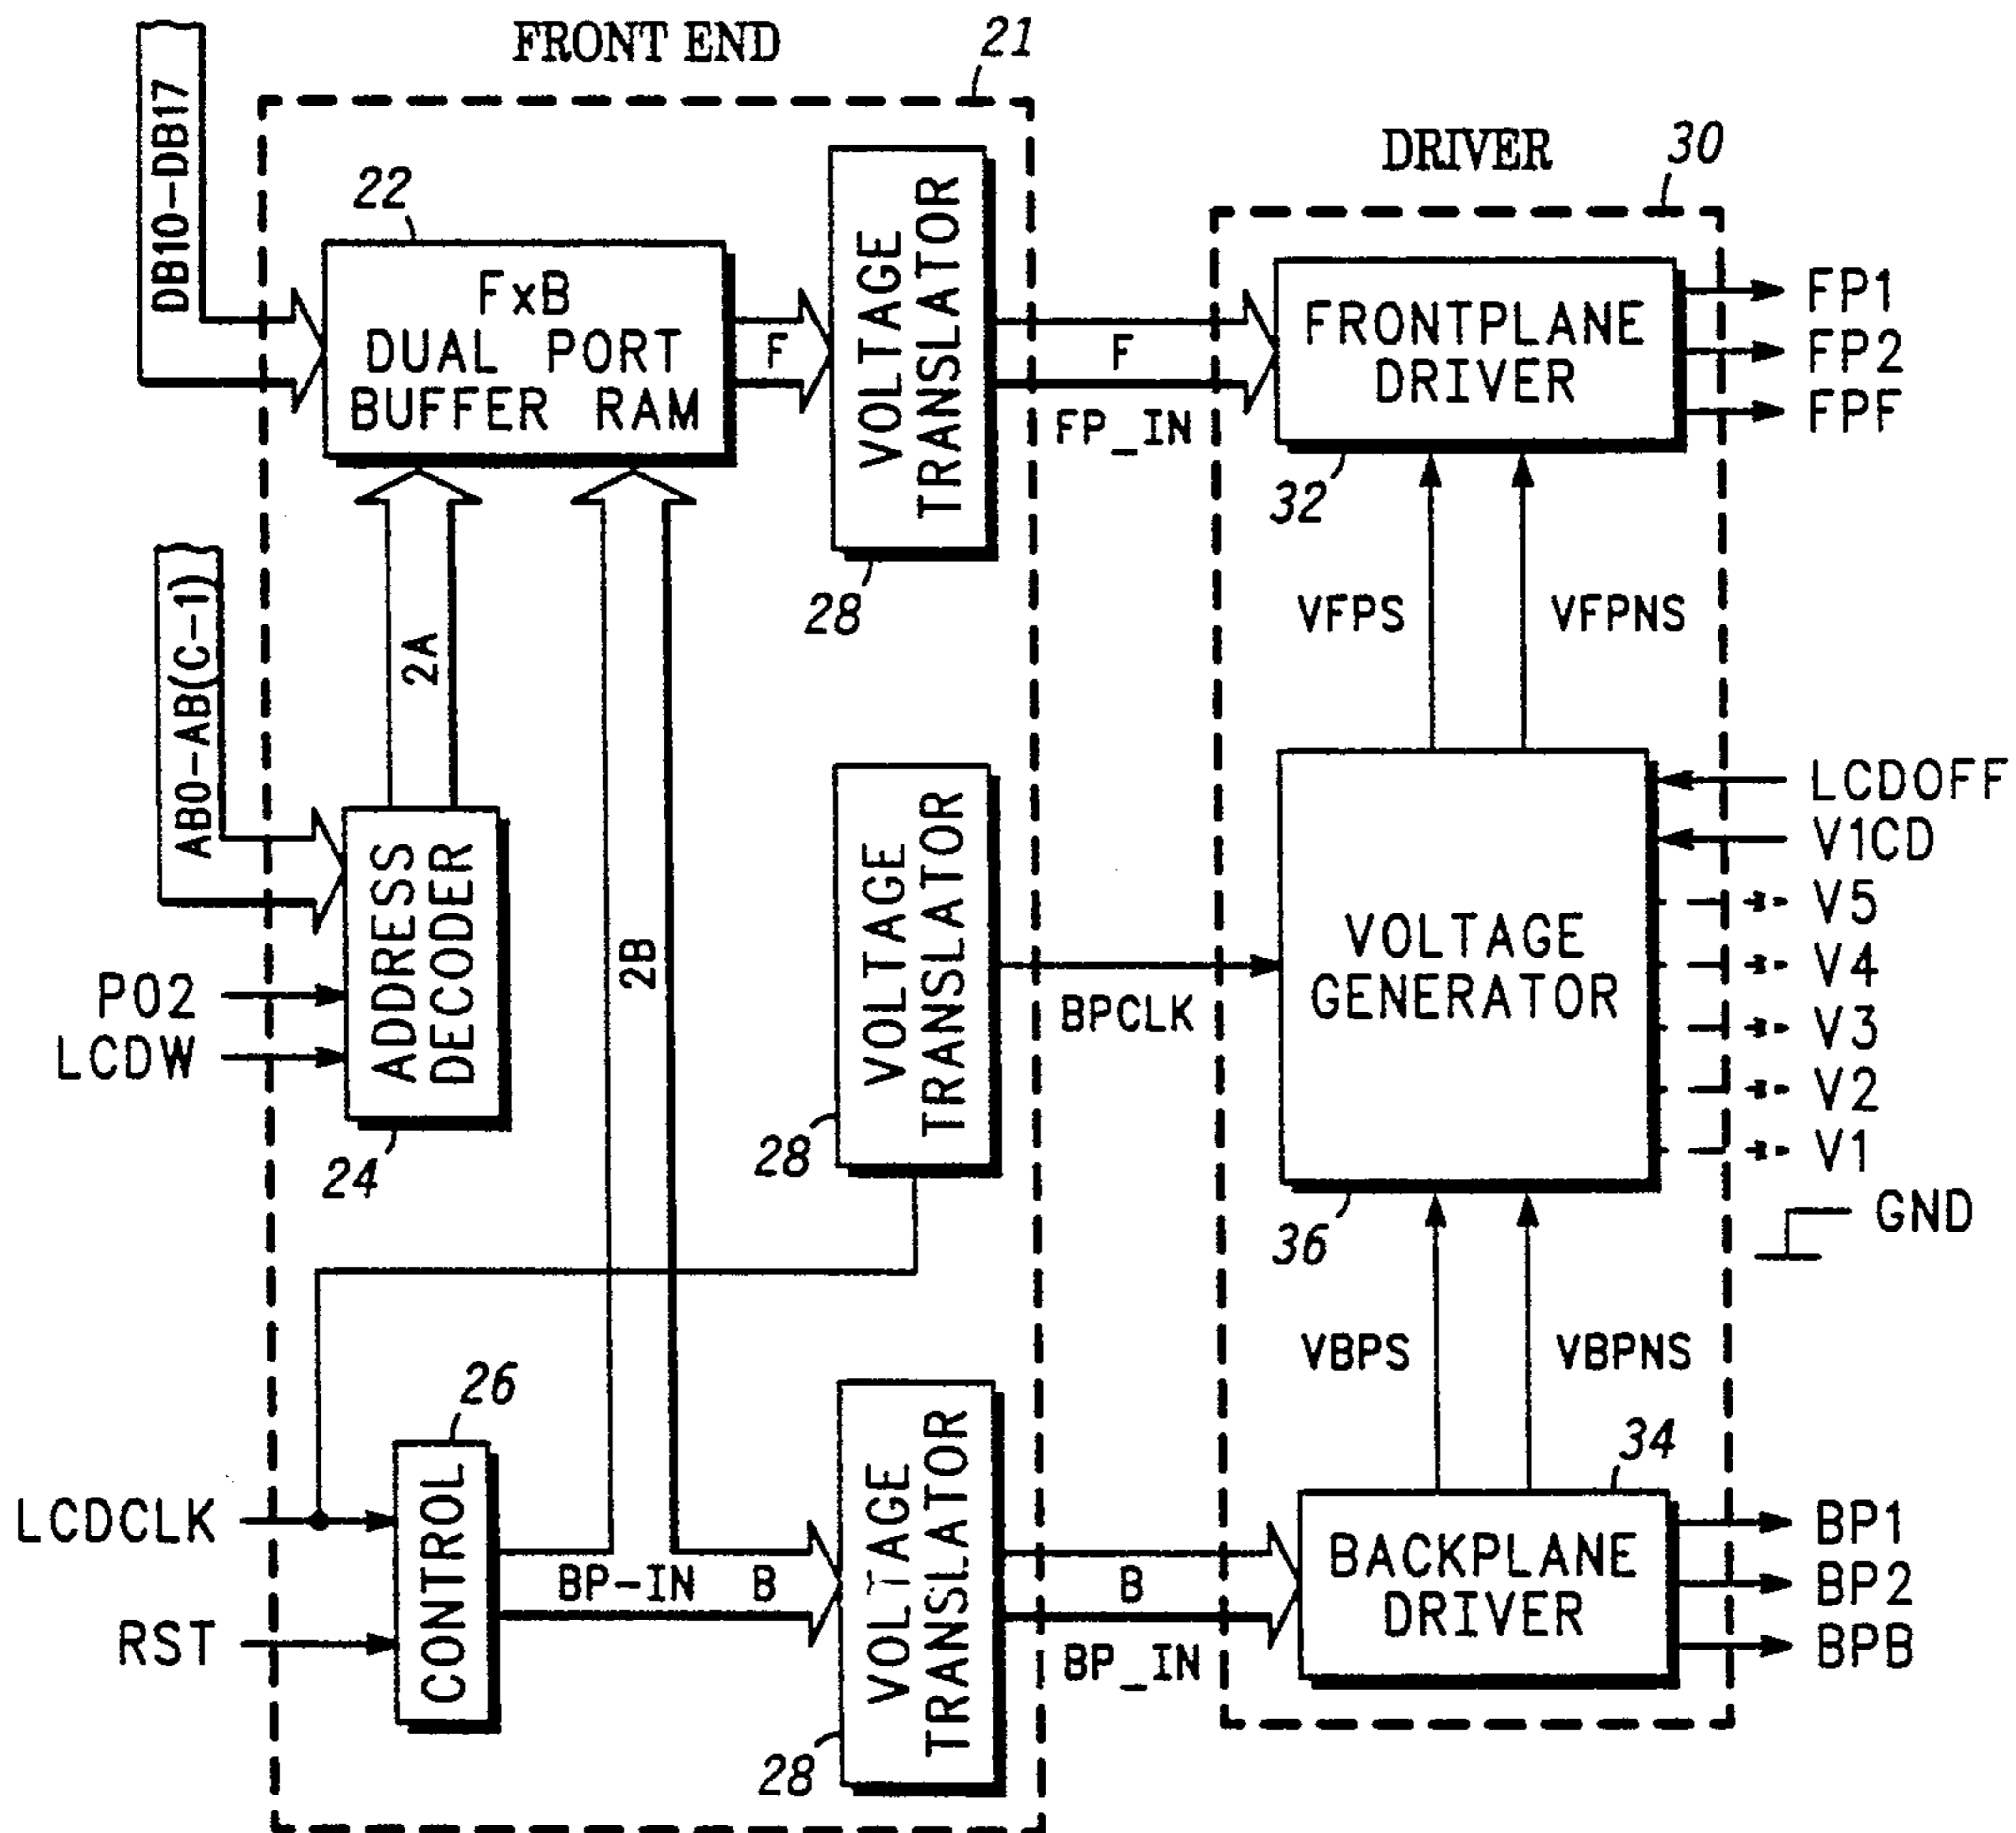 FRONT END
21
DB10-DB17
22
FxB
DUAL PORT
BUFFER RAM
F
VOLTAGE
TRANSLATOR
28
F
FP_IN
DRIVER
30
FRONTPLANE
DRIVER
32
FP1
FP2
FPF
VFPS
VFPNS
AB0-AB(C-1)
2A
2B
P02
LCDW
ADDRESS
DECODER
24
VOLTAGE
TRANSLATOR
28
BPCLK
VOLTAGE
GENERATOR
36
LCDOFF
V1CD
V5
V4
V3
V2
V1
GND
VBPS
VBPNS
LCDCLK
RST
26
CONTROL
BP-IN B
VOLTAGE
TRANSLATOR
28
B
BP_IN
34
BACKPLANE
DRIVER
BP1
BP2
BPB